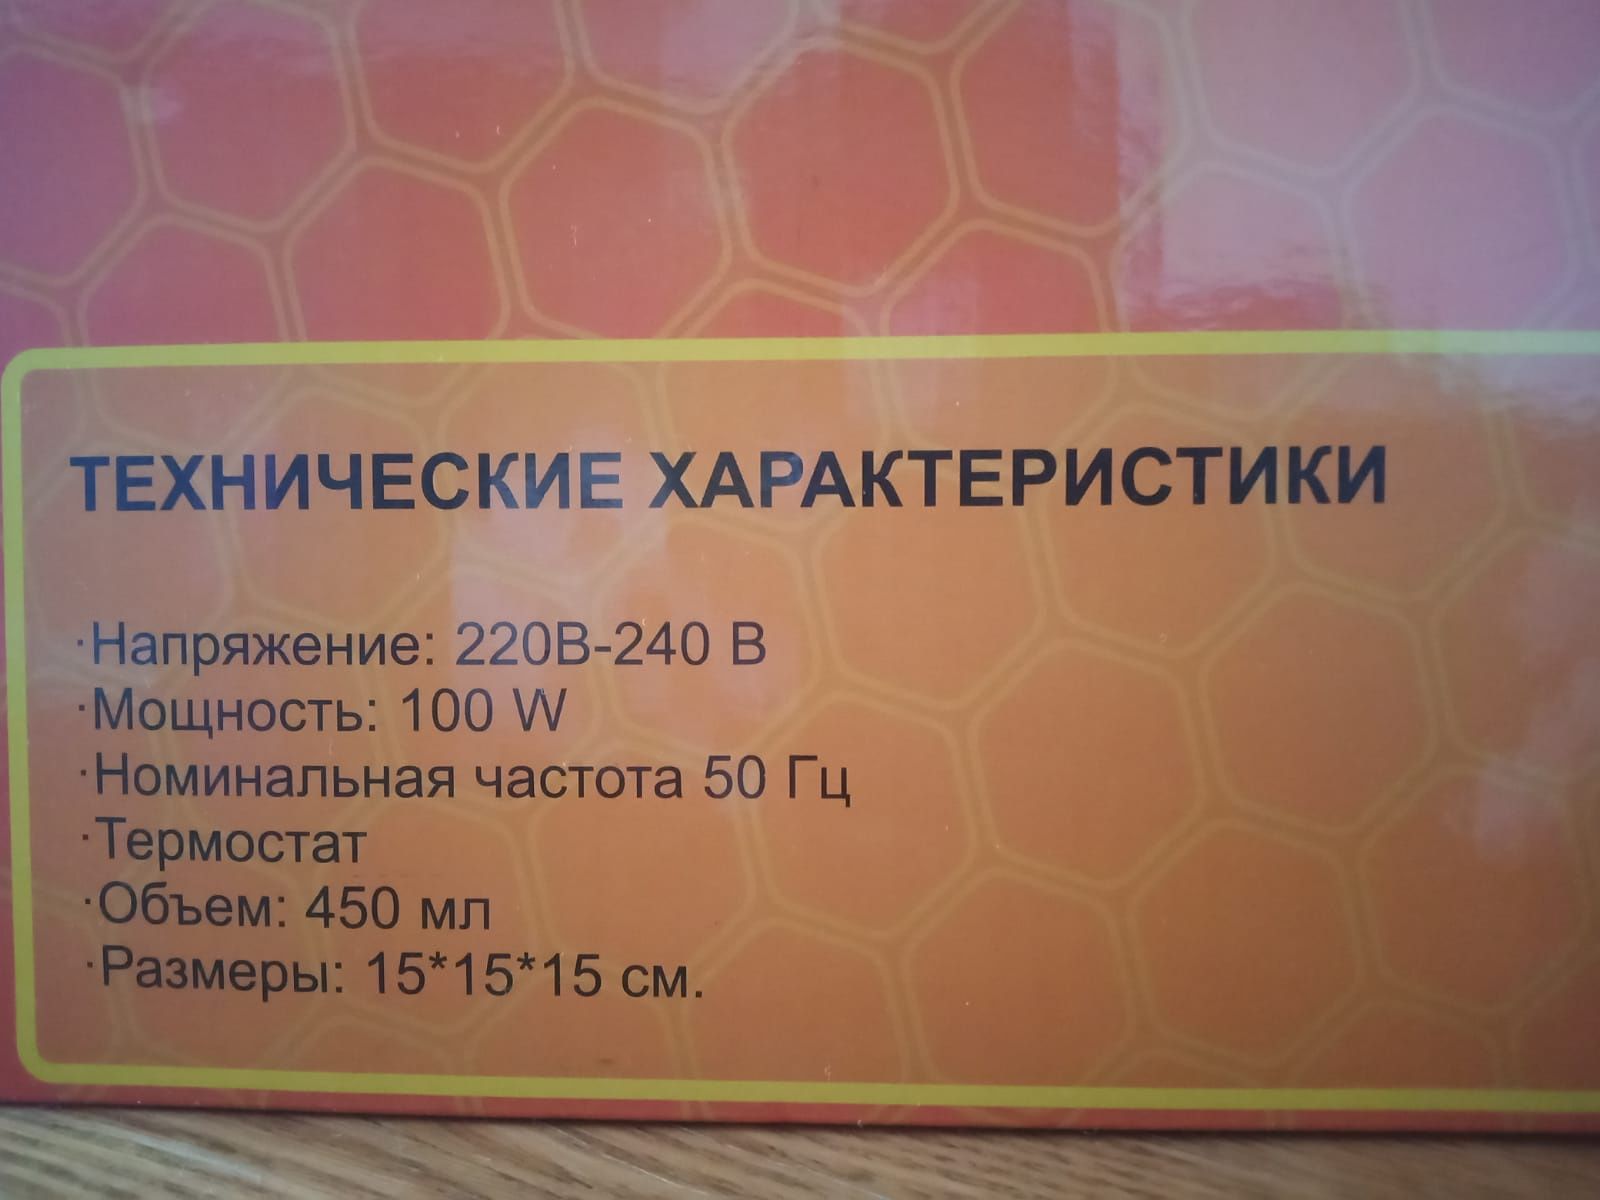 ТЕХНИЧЕСКИЕ ХАРАКТЕРИСТИКИ
·Напряжение: 220В-240 В
·Мощность: 100 W
·Номинальная частота 50 Гц
·Термостат
·Объем: 450 мл
·Размеры: 15*15*15 см.